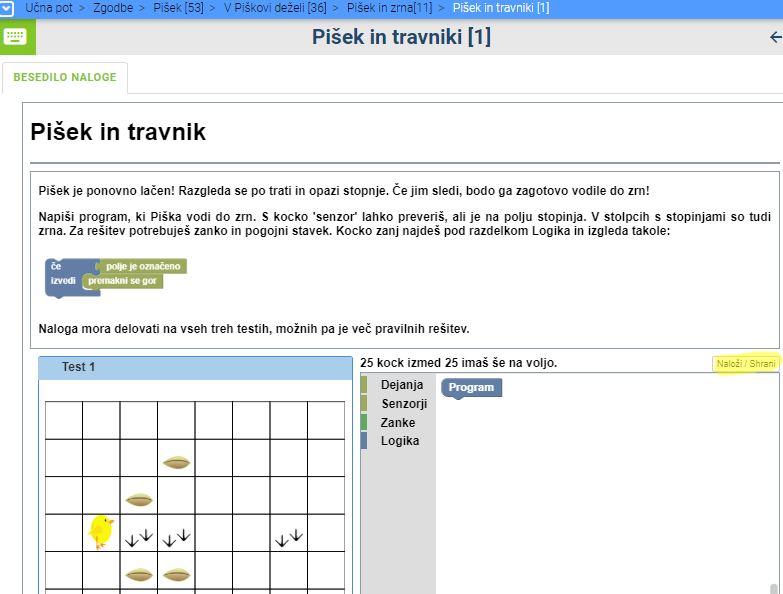 Učna pot > Zgodbe > Pišek [53] > V Piškovi deželi [36] > Pišek in zrna[11] > Pišek in travniki [1]
Pišek in travniki [1]
BESEDILO NALOGE
Pišek in travnik
Pišek je ponovno lačen! Razgleda se po trati in opazi stopnje. Če jim sledi, bodo ga zagotovo vodile do zrn!
Napiši program, ki Piška vodi do zrn. S kocko 'senzor' lahko preveriš, ali je na polju stopinja. V stolpcih s stopinjami so tudi
zrna. Za rešitev potrebuješ zanko in pogojni stavek. Kocko zanj najdeš pod razdelkom Logika in izgleda takole:
če polje je označeno
izvedi premakni se gor
Naloga mora delovati na vseh treh testih, možnih pa je več pravilnih rešitev.
Test 1
25 kock izmed 25 imaš še na voljo.
Naloži / Shrani
Dejanja
Senzorji
Zanke
Logika
Program